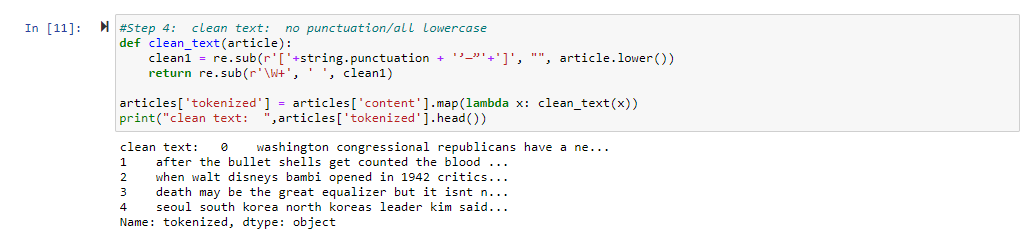 In [11]:
#Step 4:  clean text:  no punctuation/all lowercase
def clean_text(article):
    clean1 = re.sub(r'['+string.punctuation + '’—”'+']', "", article.lower())
    return re.sub(r'\W+', ' ', clean1)

articles['tokenized'] = articles['content'].map(lambda x: clean_text(x))
print("clean text:  ",articles['tokenized'].head())
clean text:   0    washington congressional republicans have a ne...
1    after the bullet shells get counted the blood ...
2    when walt disneys bambi opened in 1942 critics...
3    death may be the great equalizer but it isnt n...
4    seoul south korea north koreas leader kim said...
Name: tokenized, dtype: object